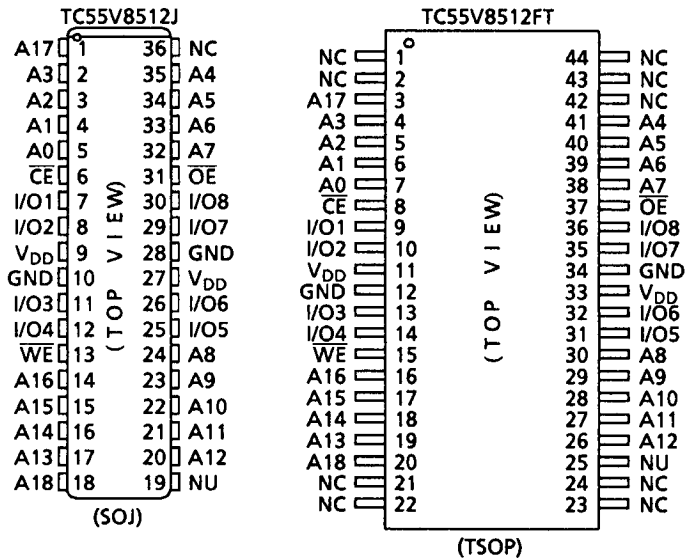 TC55V8512J
A17 1 36 NC
A3 2 35 A4
A2 3 34 A5
A1 4 33 A6
A0 5 32 A7
C̅E̅ 6 31 O̅E̅
I/O1 7 30 I/O8
I/O2 8 29 I/O7
VDD 9 28 GND
GND 10 27 VDD
I/O3 11 26 I/O6
I/O4 12 25 I/O5
W̅E̅ 13 24 A8
A16 14 23 A9
A15 15 22 A10
A14 16 21 A11
A13 17 20 A12
A18 18 19 NU
(TOP VIEW)
(SOJ)
TC55V8512FT
NC 1 44 NC
NC 2 43 NC
A17 3 42 NC
A3 4 41 A4
A2 5 40 A5
A1 6 39 A6
A0 7 38 A7
C̅E̅ 8 37 O̅E̅
I/O1 9 36 I/O8
I/O2 10 35 I/O7
VDD 11 34 GND
GND 12 33 VDD
I/O3 13 32 I/O6
I/O4 14 31 I/O5
W̅E̅ 15 30 A8
A16 16 29 A9
A15 17 28 A10
A14 18 27 A11
A13 19 26 A12
A18 20 25 NU
NC 21 24 NC
NC 22 23 NC
(TOP VIEW)
(TSOP)